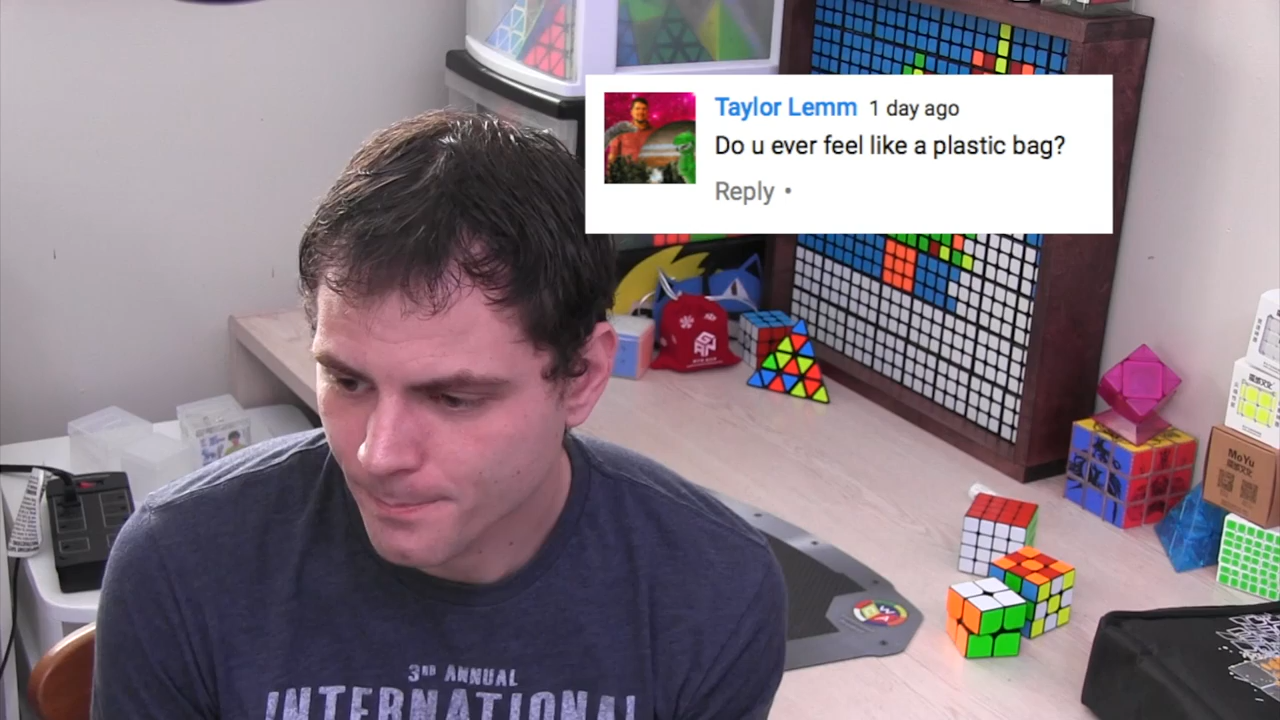 Taylor Lemm 1 day ago
Do u ever feel like a plastic bag?
Reply •
3RD ANNUAL
INTERNATIONAL
MoYu